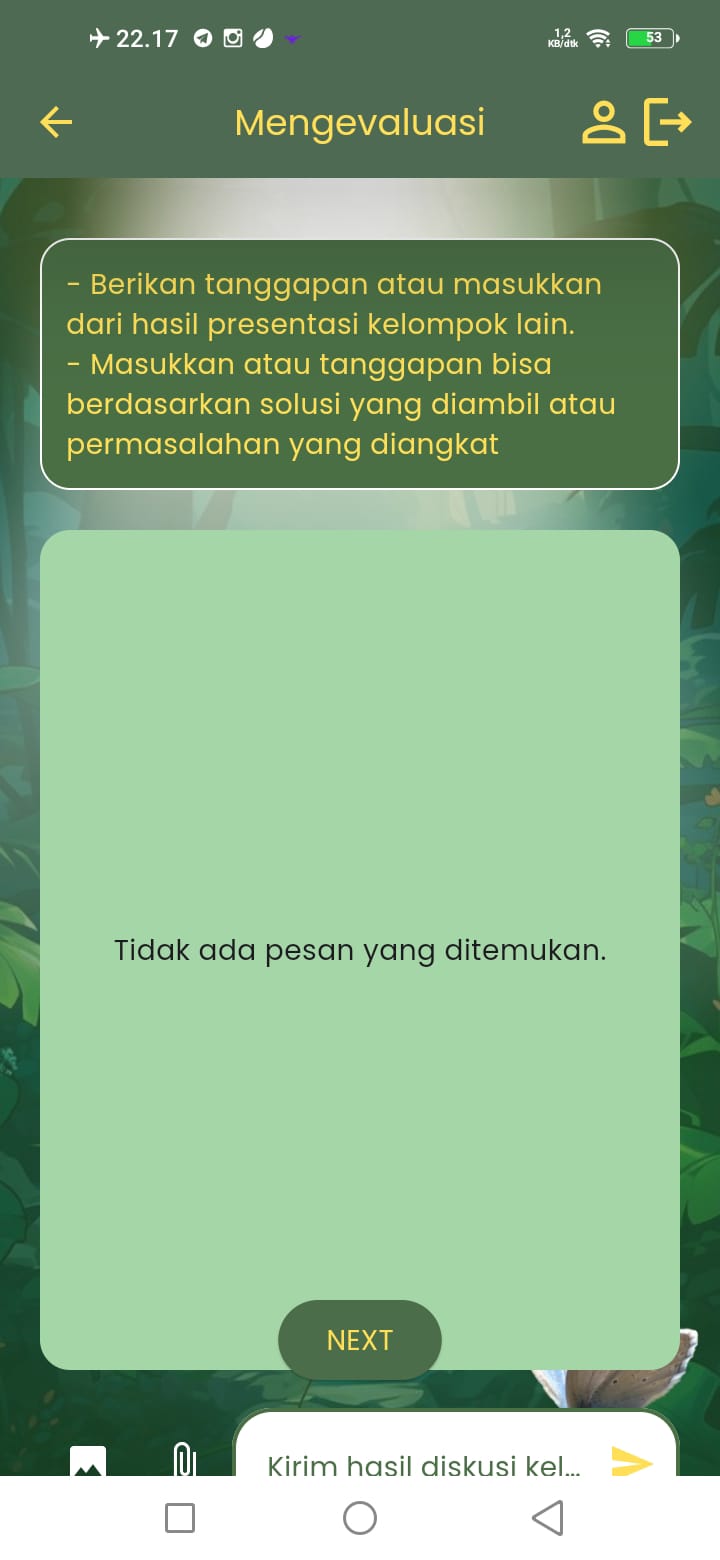 22.17
1,2
KB/dtk
53
Mengevaluasi
- Berikan tanggapan atau masukkan
dari hasil presentasi kelompok lain.
- Masukkan atau tanggapan bisa
berdasarkan solusi yang diambil atau
permasalahan yang diangkat
Tidak ada pesan yang ditemukan.
NEXT
Kirim hasil diskusi kel...